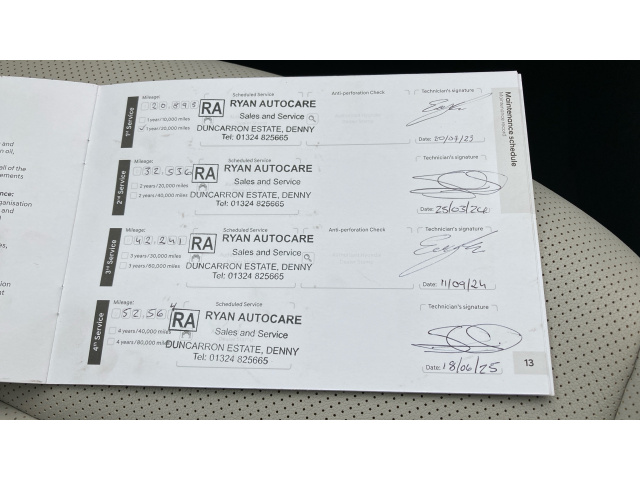 Maintenance schedule
1st Service
Mileage:
20,895
1 year/10,000 miles
1 year/20,000 miles
Scheduled Service
RA RYAN AUTOCARE
Sales and Service
DUNCARRON ESTATE, DENNY
Tel: 01324 825665
Anti-perforation Check
Technician's signature
Date: 20/07/23
2nd Service
Mileage:
32,536
2 years/20,000 miles
2 years/40,000 miles
Scheduled Service
RA RYAN AUTOCARE
Sales and Service
DUNCARRON ESTATE, DENNY
Tel: 01324 825665
Technician's signature
Date: 25/03/24
3rd Service
Mileage:
42,241
3 years/30,000 miles
3 years/60,000 miles
Scheduled Service
RA RYAN AUTOCARE
Sales and Service
DUNCARRON ESTATE, DENNY
Tel: 01324 825665
Anti-perforation Check
Technician's signature
Date: 11/09/24
4th Service
Mileage:
52,564
4 years/40,000 miles
4 years/80,000 miles
Scheduled Service
RA RYAN AUTOCARE
Sales and Service
DUNCARRON ESTATE, DENNY
Tel: 01324 825665
Technician's signature
Date: 18/06/25
13